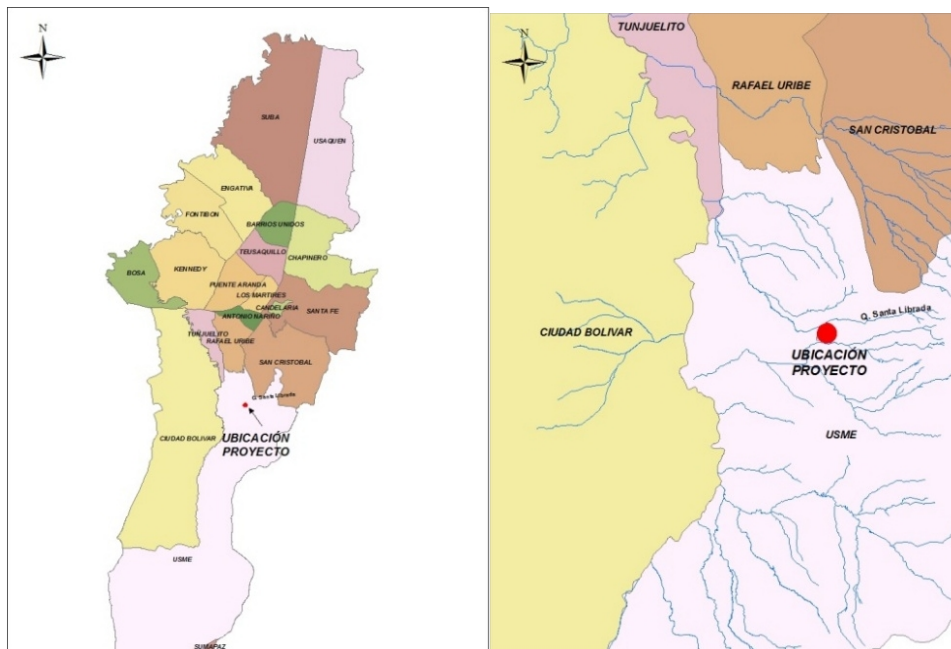 N
SUBA
USAQUEN
ENGATIVA
FONTIBON
BARRIOS UNIDOS
TEUSAQUILLO
CHAPINERO
BOSA
KENNEDY
PUENTE ARANDA
LOS MARTIRES
CANDELARIA
SANTA FE
ANTONIO NARIÑO
TUNJUELITO
RAFAEL URIBE
SAN CRISTOBAL
Q. Santa Librada
CIUDAD BOLIVAR
UBICACIÓN
PROYECTO
USME
SUMAPAZ
N
TUNJUELITO
RAFAEL URIBE
SAN CRISTOBAL
Q. Santa Librada
CIUDAD BOLIVAR
UBICACIÓN
PROYECTO
USME